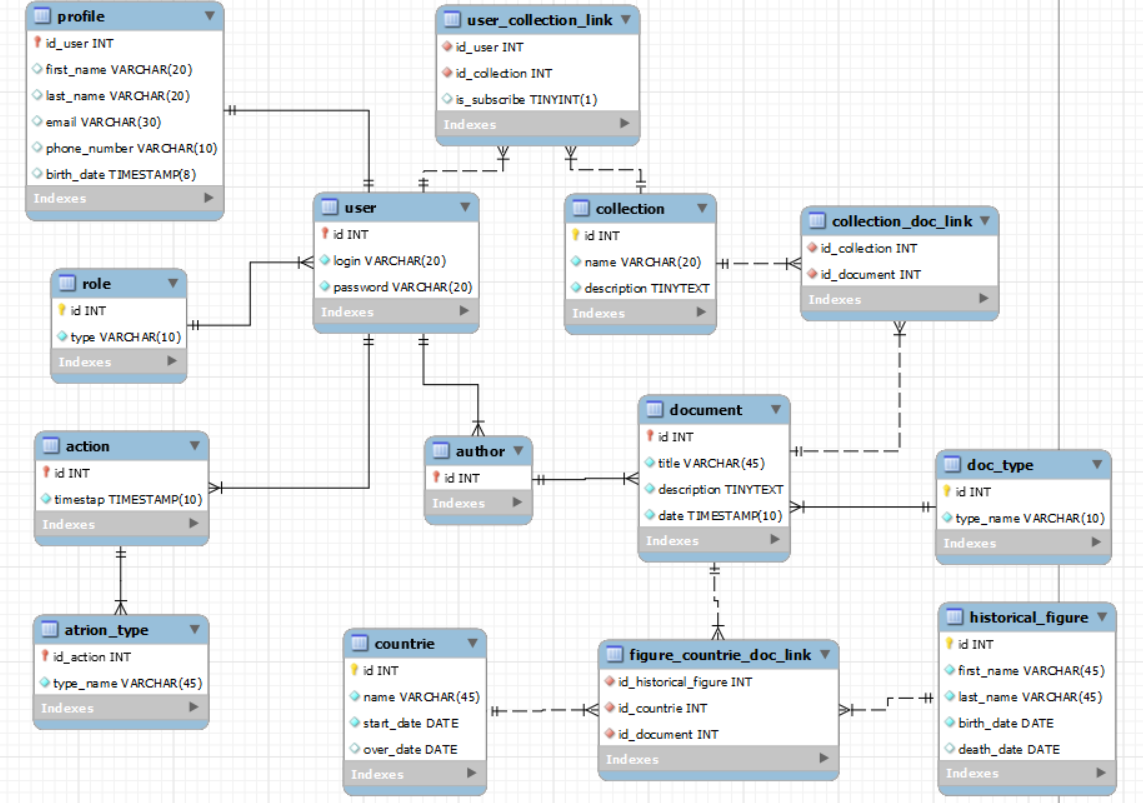 profile
id_user INT
first_name VARCHAR(20)
last_name VARCHAR(20)
email VARCHAR(30)
phone_number VARCHAR(10)
birth_date TIMESTAMP(8)
Indexes
user_collection_link
id_user INT
id_collection INT
is_subscribe TINYINT(1)
Indexes
user
id INT
login VARCHAR(20)
password VARCHAR(20)
Indexes
collection
id INT
name VARCHAR(20)
description TINYTEXT
Indexes
collection_doc_link
id_collection INT
id_document INT
Indexes
role
id INT
type VARCHAR(10)
Indexes
action
id INT
timestap TIMESTAMP(10)
Indexes
author
id INT
Indexes
document
id INT
title VARCHAR(45)
description TINYTEXT
date TIMESTAMP(10)
Indexes
doc_type
id INT
type_name VARCHAR(10)
Indexes
atrion_type
id_action INT
type_name VARCHAR(45)
Indexes
countrie
id INT
name VARCHAR(45)
start_date DATE
over_date DATE
Indexes
figure_countrie_doc_link
id_historical_figure INT
id_countrie INT
id_document INT
Indexes
historical_figure
id INT
first_name VARCHAR(45)
last_name VARCHAR(45)
birth_date DATE
death_date DATE
Indexes